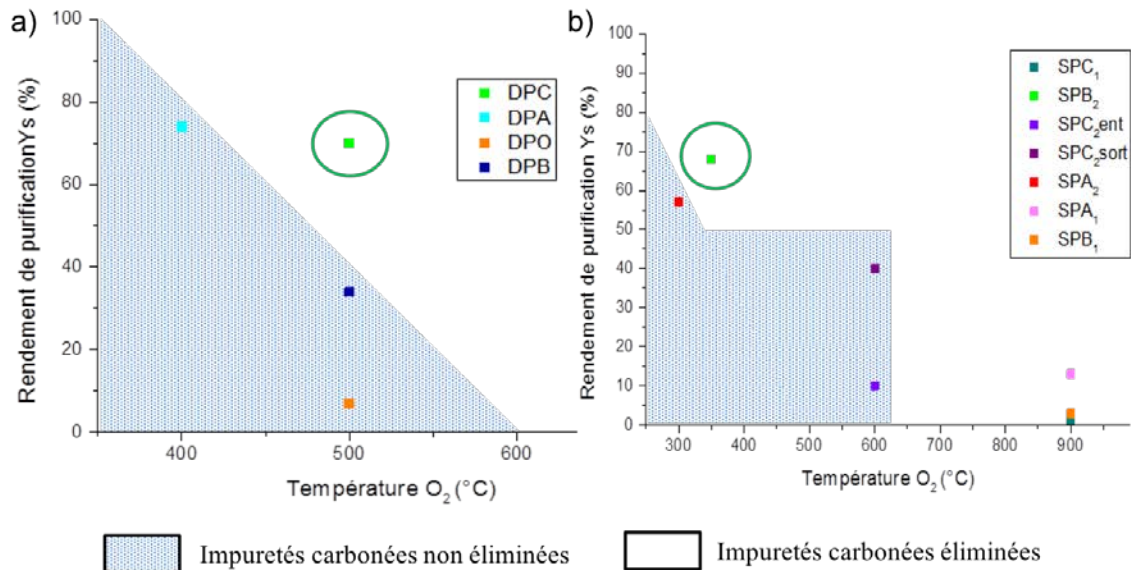 a)
Rendement de purification Ys (%)
100
80
60
40
20
0
400
500
600
Température O₂ (°C)
DPC
DPA
DPO
DPB
b)
Rendement de purification Ys (%)
100
90
80
70
60
50
40
30
20
10
0
300
400
500
600
700
800
900
Température O₂ (°C)
SPC₁
SPB₂
SPC₂ent
SPC₂sort
SPA₂
SPA₁
SPB₁
Impuretés carbonées non éliminées
Impuretés carbonées éliminées